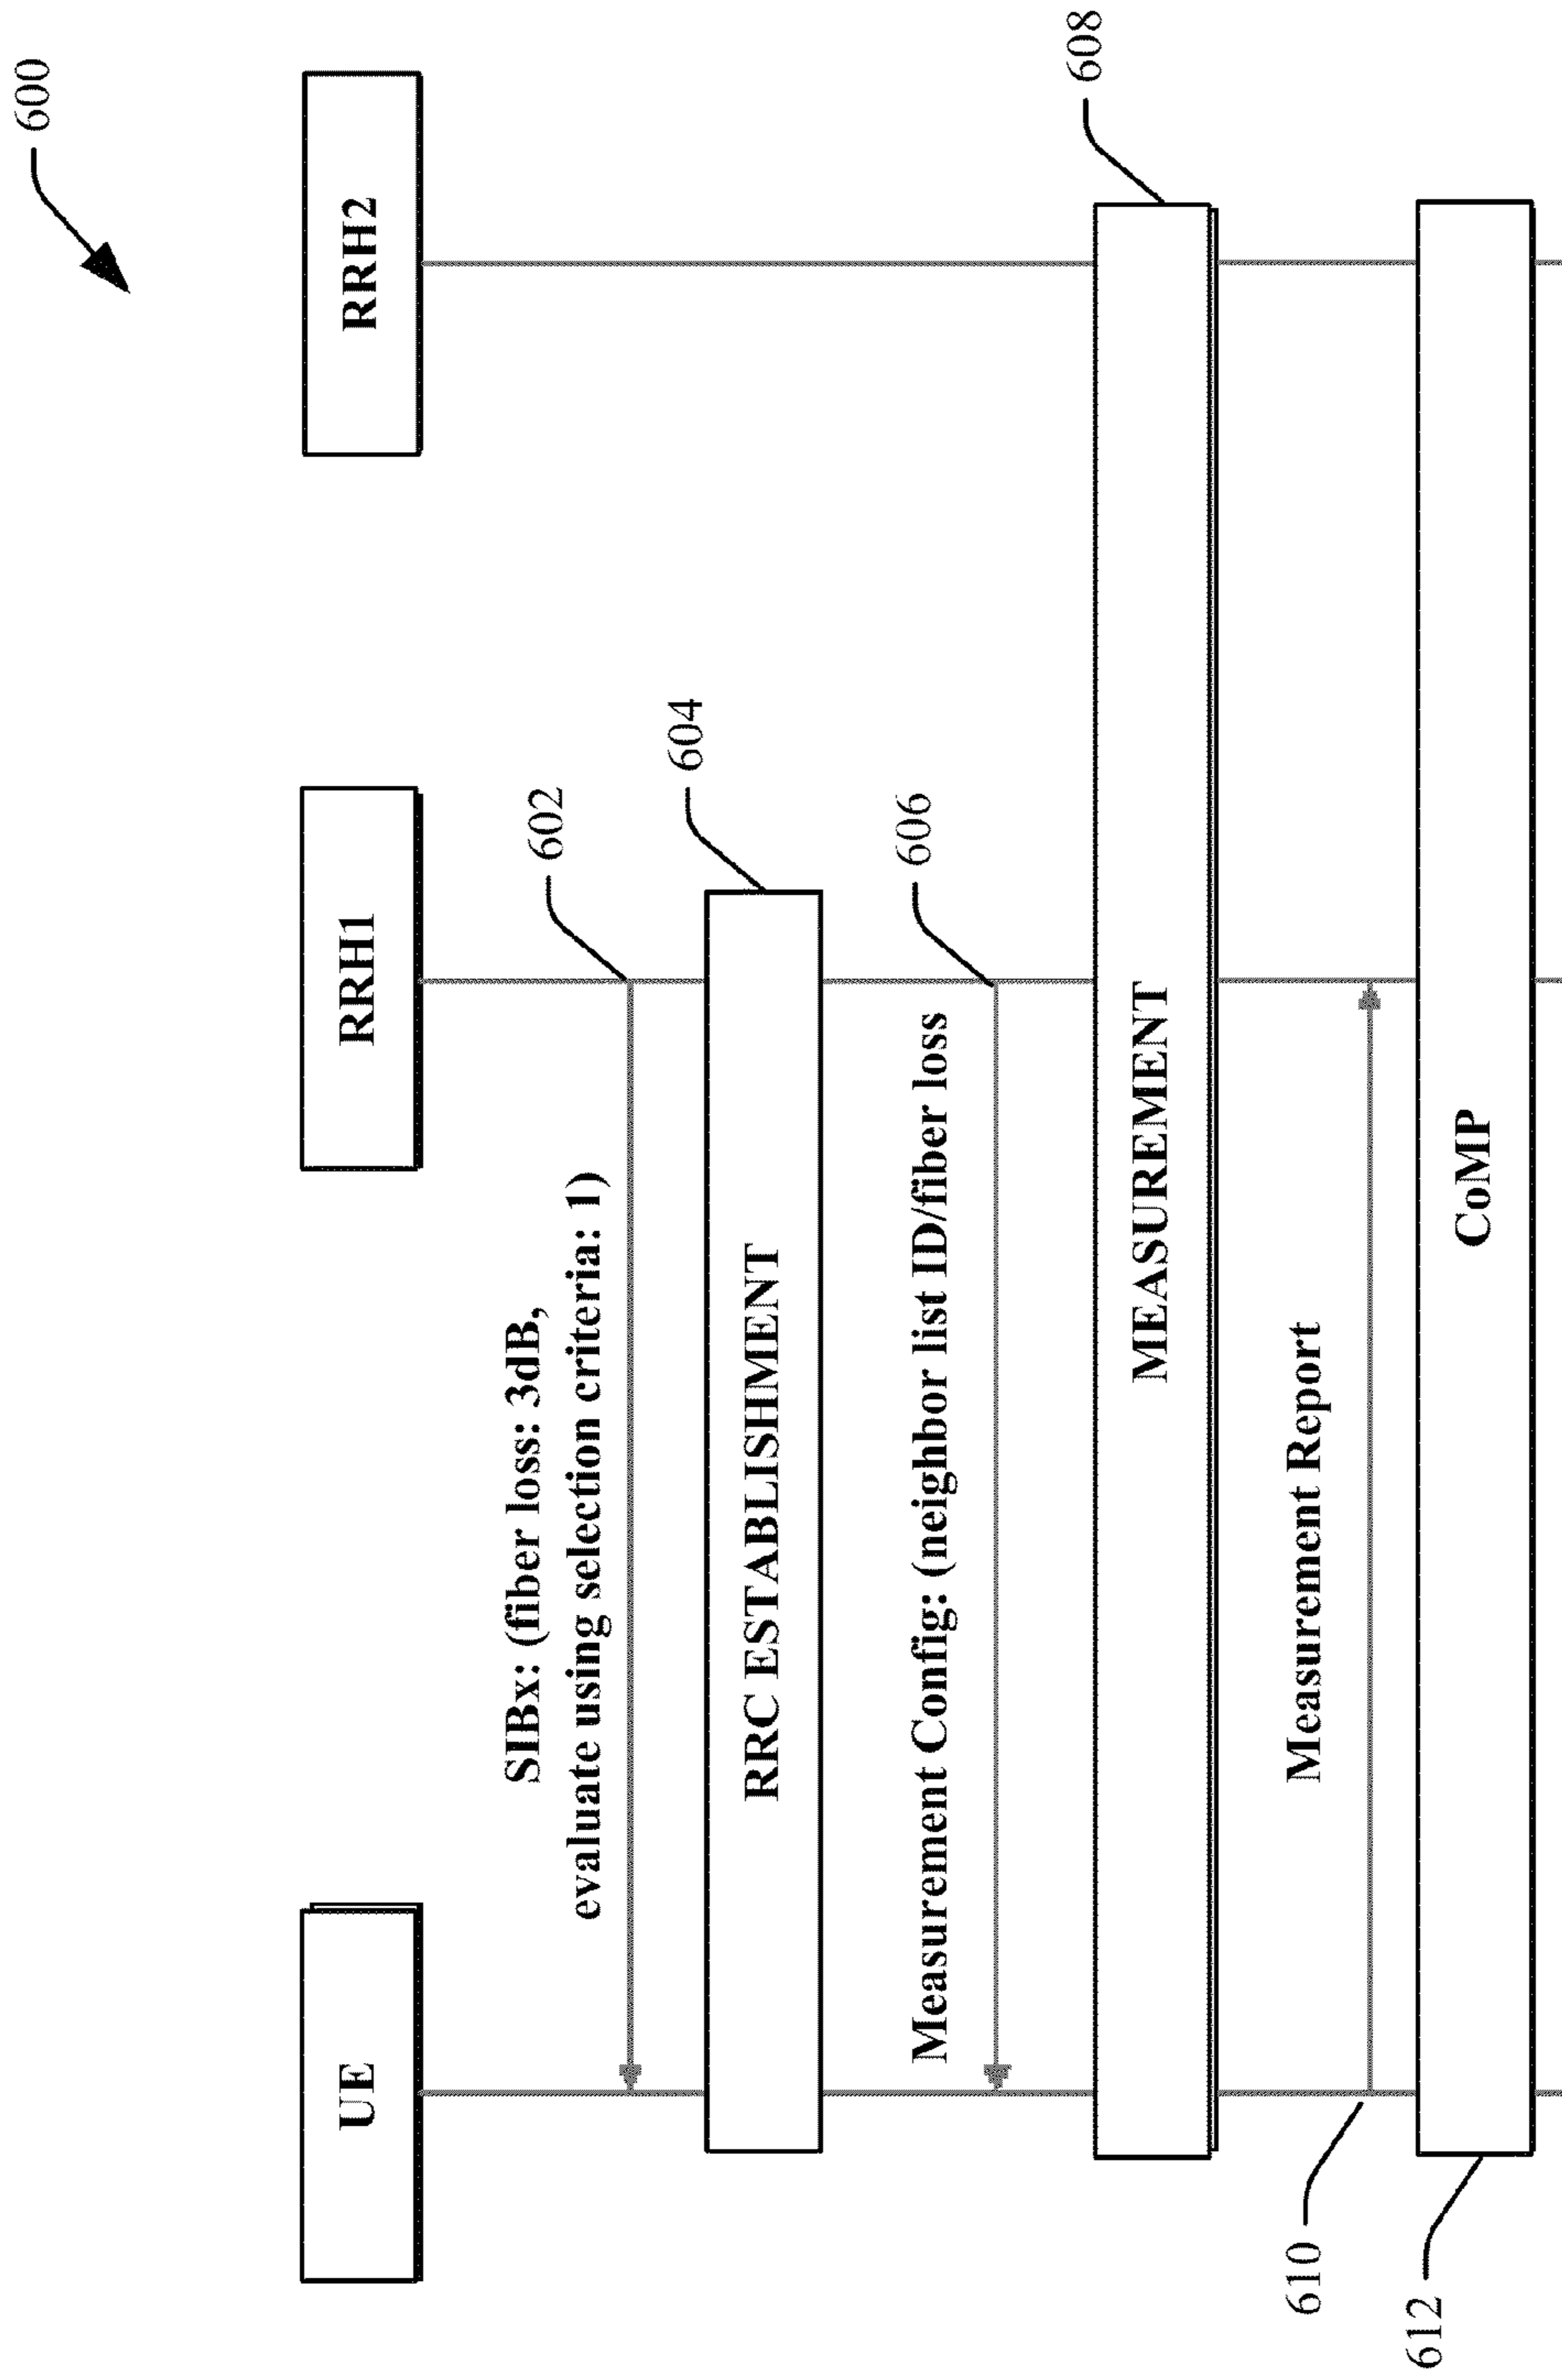 600
UE
RRH1
RRH2
SIBx: (fiber loss: 3dB,
evaluate using selection criteria: 1)
602
RRC ESTABLISHMENT
604
Measurement Config: (neighbor list ID/fiber loss
606
MEASUREMENT
608
Measurement Report
610
CoMP
612